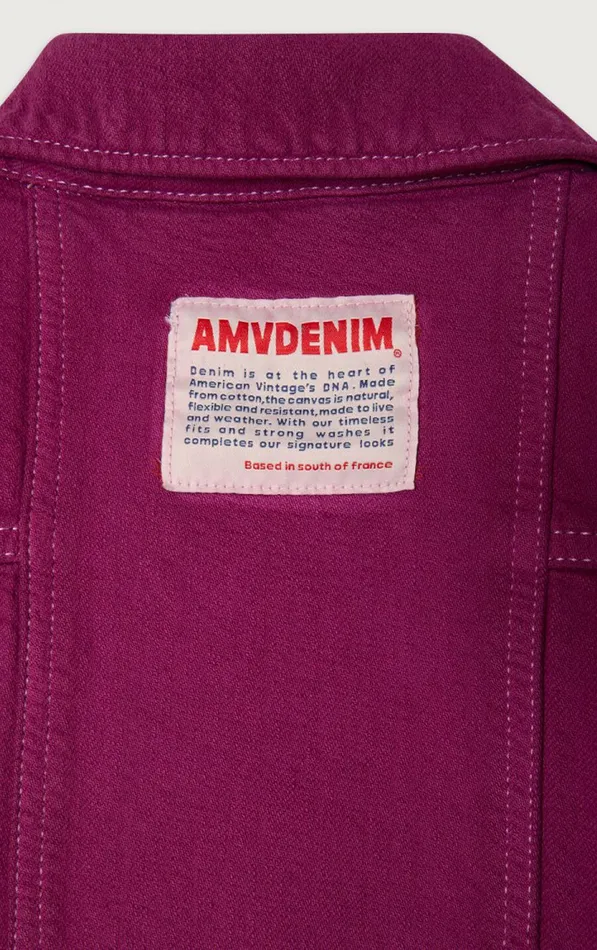 AMVDENIM®
Denim is at the heart of
American Vintage's DNA. Made
from cotton,the canvas is natural,
flexible and resistant,made to live
and weather. With our timeless
fits and strong washes it
completes our signature looks
Based in south of france